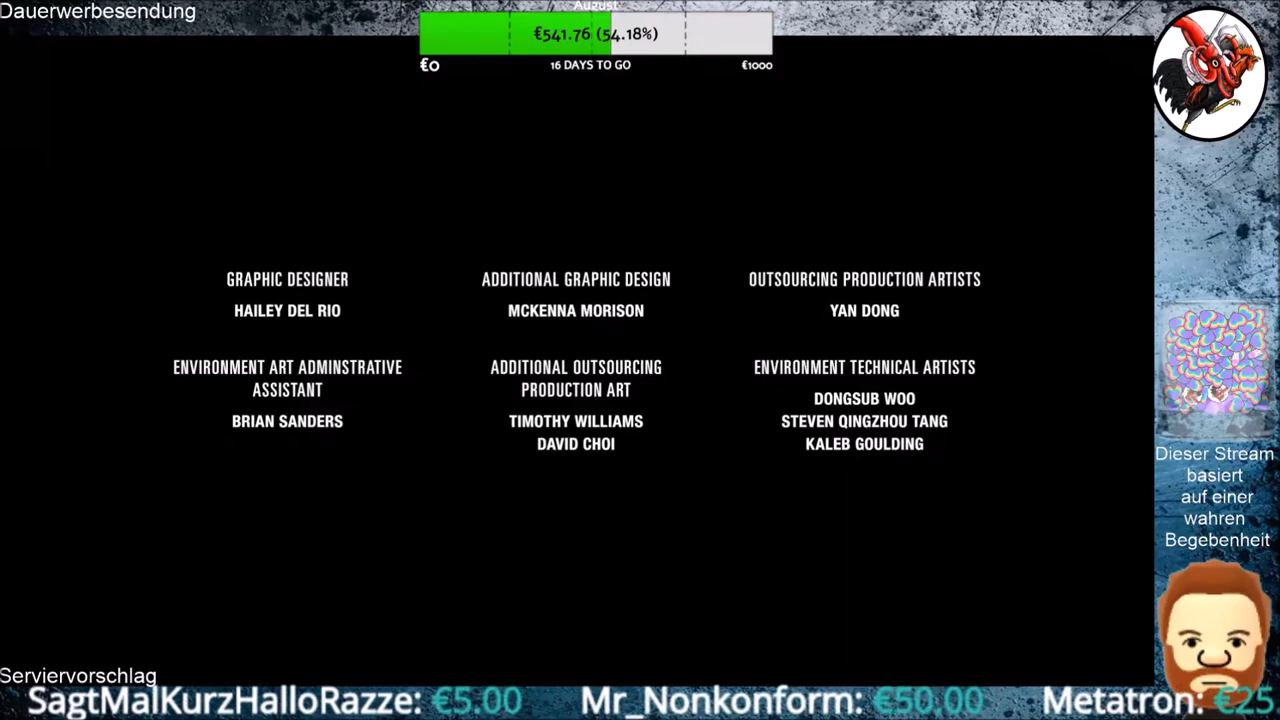 Dauerwerbesendung
August
€541.76 (54.18%)
€0
16 DAYS TO GO
€1000
GRAPHIC DESIGNER
HAILEY DEL RIO
ADDITIONAL GRAPHIC DESIGN
MCKENNA MORISON
OUTSOURCING PRODUCTION ARTISTS
YAN DONG
ENVIRONMENT ART ADMINSTRATIVE
ASSISTANT
BRIAN SANDERS
ADDITIONAL OUTSOURCING
PRODUCTION ART
TIMOTHY WILLIAMS
DAVID CHOI
ENVIRONMENT TECHNICAL ARTISTS
DONGSUB WOO
STEVEN QINGZHOU TANG
KALEB GOULDING
Dieser Stream
basiert
auf einer
wahren
Begebenheit
Serviervorschlag
SagtMalKurzHalloRazze: €5.00 Mr_Nonkonform: €50.00 Metatron: €25.